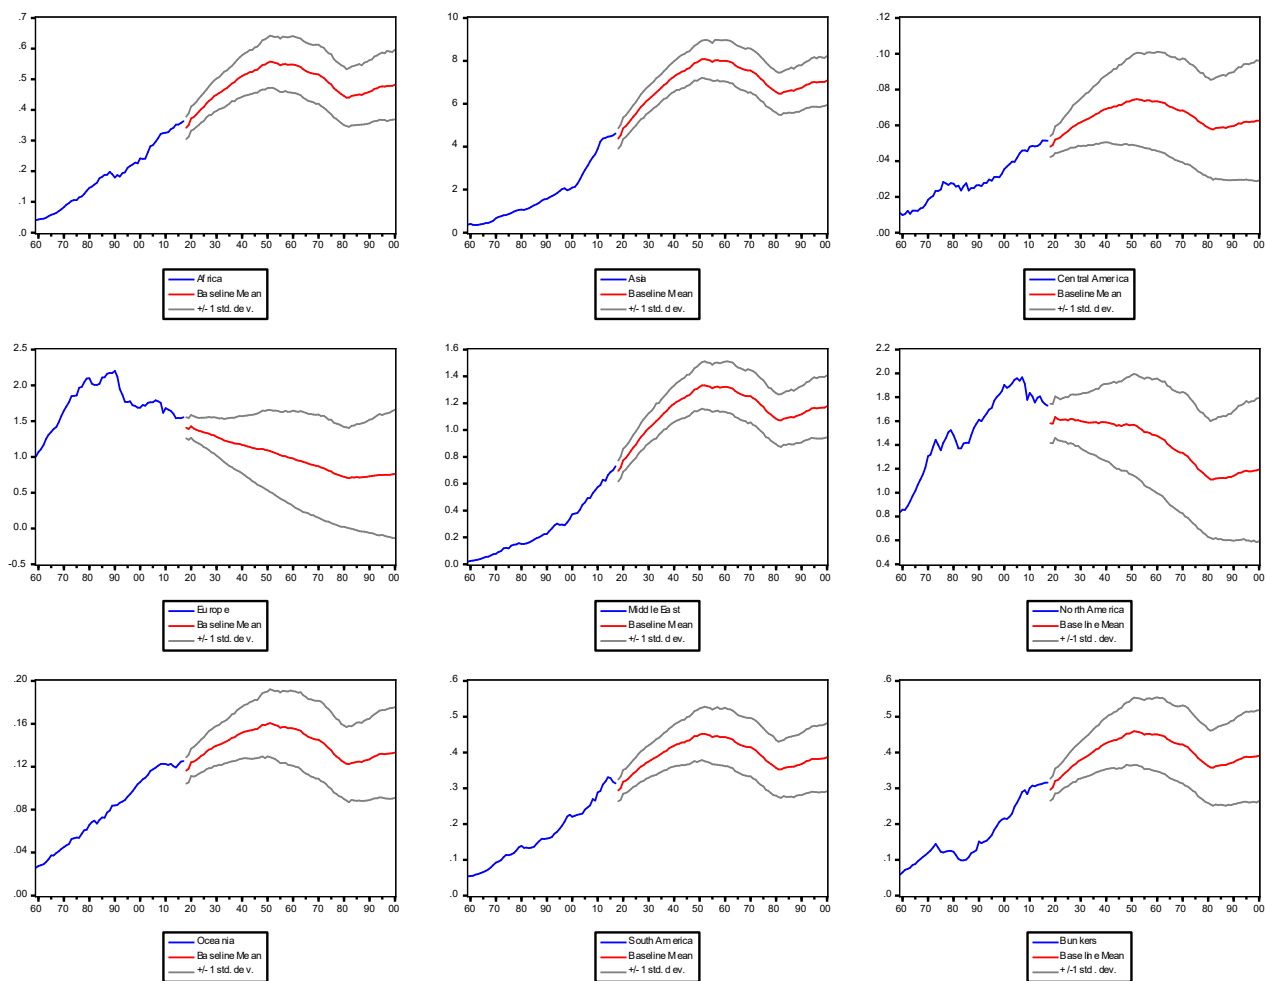 .7
.6
.5
.4
.3
.2
.1
.0
60 70 80 90 00 10 20 30 40 50 60 70 80 90 00
Africa
Baseline Mean
+/- 1 std. dev.
10
8
6
4
2
0
60 70 80 90 00 10 20 30 40 50 60 70 80 90 00
Asia
Baseline Mean
+/- 1 std. dev.
.12
.10
.08
.06
.04
.02
.00
60 70 80 90 00 10 20 30 40 50 60 70 80 90 00
Central America
Baseline Mean
+/- 1 std. dev.
2.5
2.0
1.5
1.0
0.5
0.0
-0.5
60 70 80 90 00 10 20 30 40 50 60 70 80 90 00
Europe
Baseline Mean
+/- 1 std. dev.
1.6
1.4
1.2
1.0
0.8
0.6
0.4
0.2
0.0
60 70 80 90 00 10 20 30 40 50 60 70 80 90 00
Middle East
Baseline Mean
+/- 1 std. dev.
2.2
2.0
1.8
1.6
1.4
1.2
1.0
0.8
0.6
0.4
60 70 80 90 00 10 20 30 40 50 60 70 80 90 00
North America
Baseline Mean
+/- 1 std. dev.
.20
.16
.12
.08
.04
.00
60 70 80 90 00 10 20 30 40 50 60 70 80 90 00
Oceania
Baseline Mean
+/- 1 std. dev.
.6
.5
.4
.3
.2
.1
.0
60 70 80 90 00 10 20 30 40 50 60 70 80 90 00
South America
Baseline Mean
+/- 1 std. dev.
.6
.5
.4
.3
.2
.1
.0
60 70 80 90 00 10 20 30 40 50 60 70 80 90 00
Bunkers
Baseline Mean
+/- 1 std. dev.